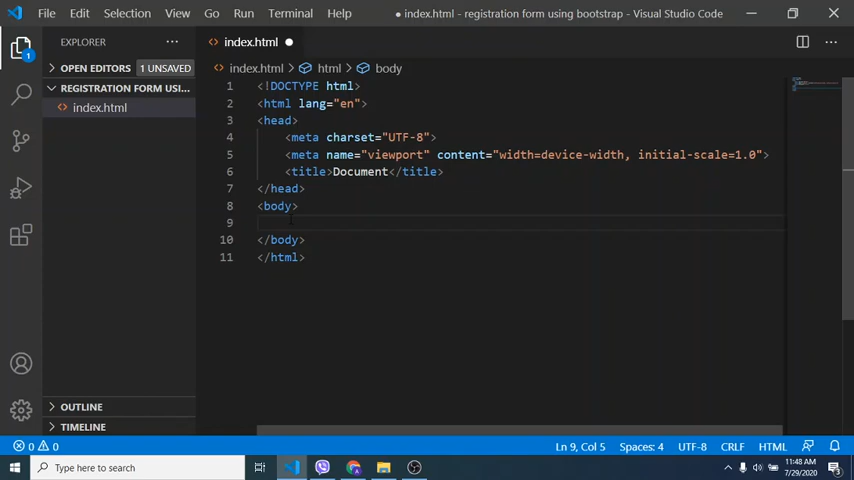 File Edit Selection View Go Run Terminal Help ● index.html - registration form using bootstrap - Visual Studio Code
EXPLORER ...
index.html ●
1
OPEN EDITORS 1 UNSAVED
<> index.html > html > body
REGISTRATION FORM USI...
<> index.html
1 <!DOCTYPE html>
2 <html lang="en">
3 <head>
4 <meta charset="UTF-8">
5 <meta name="viewport" content="width=device-width, initial-scale=1.0">
6 <title>Document</title>
7 </head>
8 <body>
9
10 </body>
11 </html>
OUTLINE
TIMELINE
0 0 Ln 9, Col 5 Spaces: 4 UTF-8 CRLF HTML
Type here to search
11:48 AM
7/29/2020
3